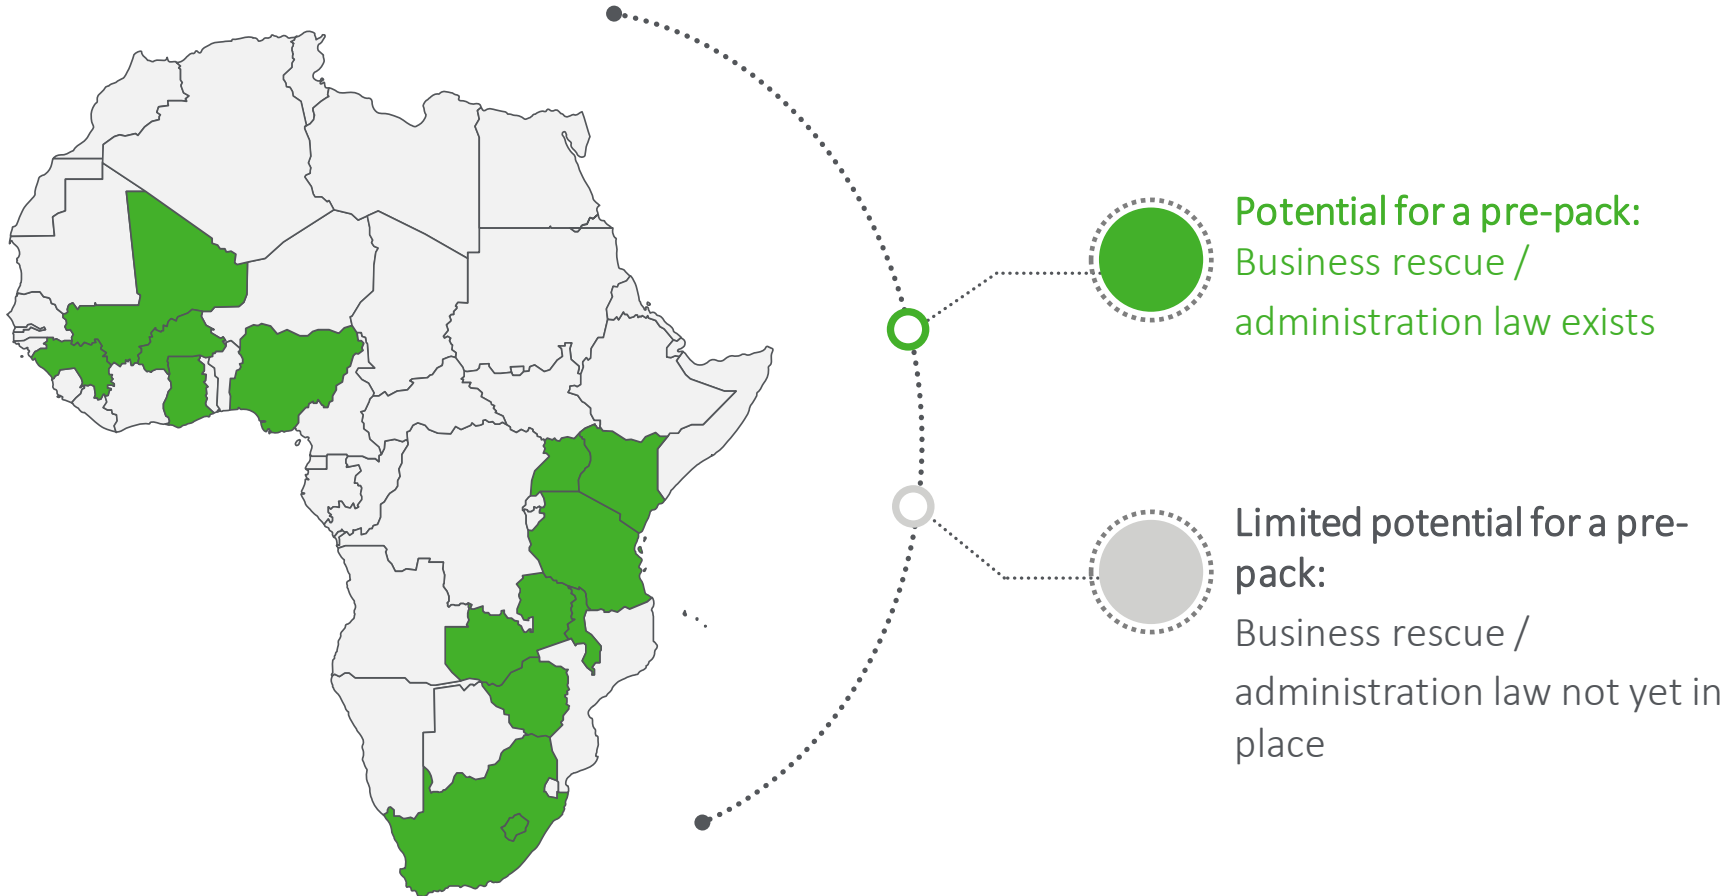 Potential for a pre-pack:
Business rescue /
administration law exists
Limited potential for a pre-
pack:
Business rescue /
administration law not yet in
place